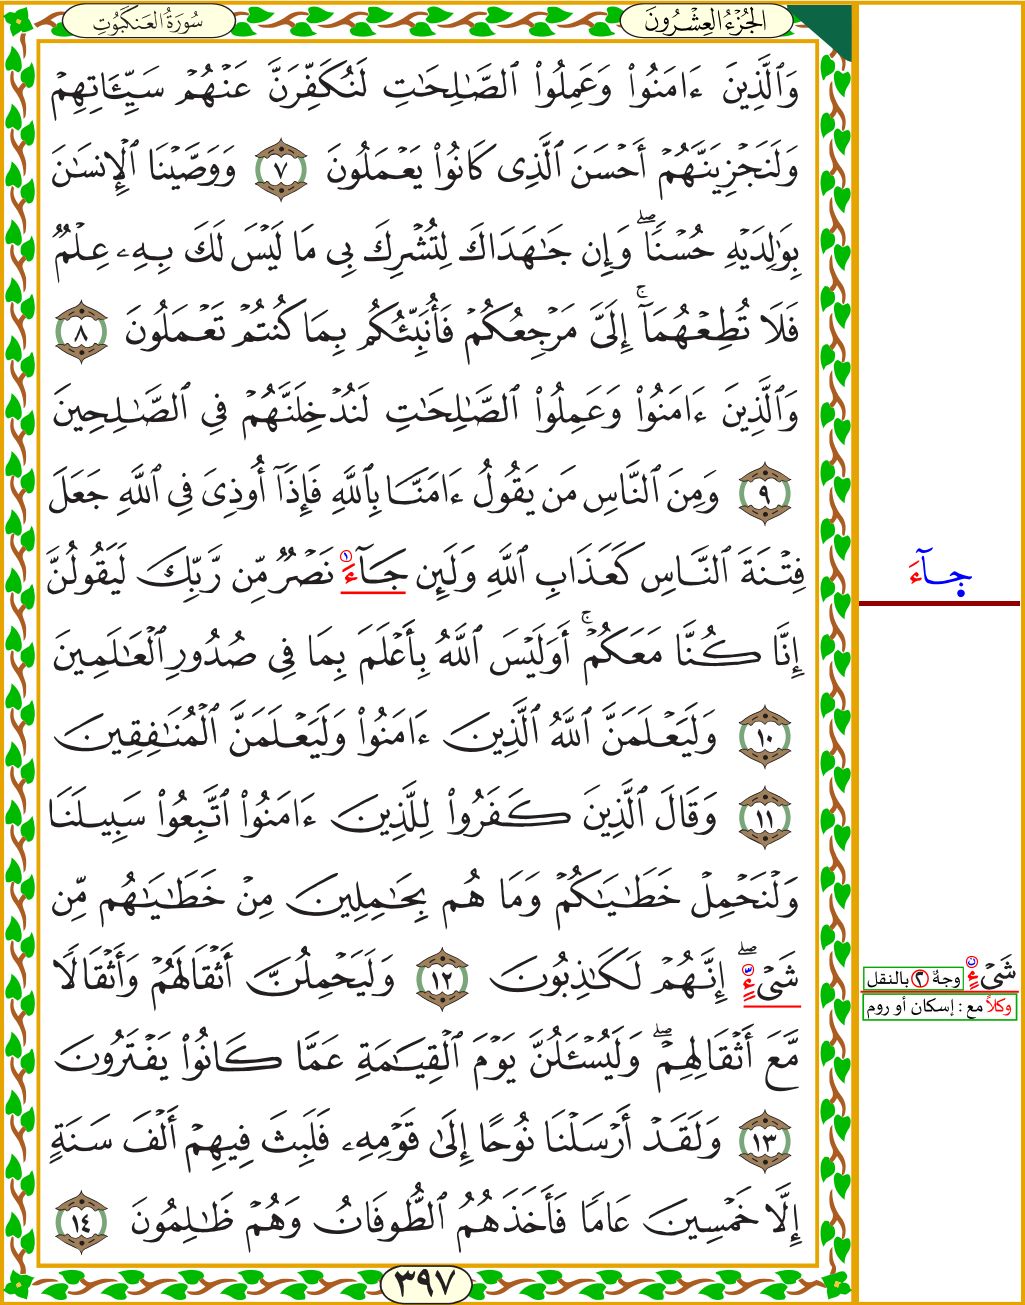 الجُزْءُ العِشْرُونَ
سُورَةُ العَنكَبُوتِ
وَٱلَّذِينَ ءَامَنُوا۟ وَعَمِلُوا۟ ٱلصَّـٰلِحَـٰتِ لَنُكَفِّرَنَّ عَنْهُمْ سَيِّـَٔاتِهِمْ
وَلَنَجْزِيَنَّهُمْ أَحْسَنَ ٱلَّذِى كَانُوا۟ يَعْمَلُونَ ٧ وَوَصَّيْنَا ٱلْإِنسَـٰنَ
بِوَٰلِدَيْهِ حُسْنًا ۖ وَإِن جَـٰهَدَاكَ لِتُشْرِكَ بِى مَا لَيْسَ لَكَ بِهِۦ عِلْمٌ
فَلَا تُطِعْهُمَآ ۚ إِلَىَّ مَرْجِعُكُمْ فَأُنَبِّئُكُم بِمَا كُنتُمْ تَعْمَلُونَ ٨
وَٱلَّذِينَ ءَامَنُوا۟ وَعَمِلُوا۟ ٱلصَّـٰلِحَـٰتِ لَنُدْخِلَنَّهُمْ فِى ٱلصَّـٰلِحِينَ
٩ وَمِنَ ٱلنَّاسِ مَن يَقُولُ ءَامَنَّا بِٱللَّهِ فَإِذَآ أُوذِىَ فِى ٱللَّهِ جَعَلَ
فِتْنَةَ ٱلنَّاسِ كَعَذَابِ ٱللَّهِ وَلَئِن جَآءَ ١ نَصْرٌ مِّن رَّبِّكَ لَيَقُولُنَّ
إِنَّا كُنَّا مَعَكُمْ ۚ أَوَلَيْسَ ٱللَّهُ بِأَعْلَمَ بِمَا فِى صُدُورِ ٱلْعَـٰلَمِينَ
١٠ وَلَيَعْلَمَنَّ ٱللَّهُ ٱلَّذِينَ ءَامَنُوا۟ وَلَيَعْلَمَنَّ ٱلْمُنَـٰفِقِينَ
١١ وَقَالَ ٱلَّذِينَ كَفَرُوا۟ لِلَّذِينَ ءَامَنُوا۟ ٱتَّبِعُوا۟ سَبِيلَنَا
وَلْنَحْمِلْ خَطَـٰيَـٰكُمْ وَمَا هُم بِحَـٰمِلِينَ مِنْ خَطَـٰيَـٰهُم مِّن
شَىْءٍ ۖ إِنَّهُمْ لَكَـٰذِبُونَ ١٢ وَلَيَحْمِلُنَّ أَثْقَالَهُمْ وَأَثْقَالًا
مَّعَ أَثْقَالِهِمْ ۖ وَلَيُسْـَٔلُنَّ يَوْمَ ٱلْقِيَـٰمَةِ عَمَّا كَانُوا۟ يَفْتَرُونَ
١٣ وَلَقَدْ أَرْسَلْنَا نُوحًا إِلَىٰ قَوْمِهِۦ فَلَبِثَ فِيهِمْ أَلْفَ سَنَةٍ
إِلَّا خَمْسِينَ عَامًا فَأَخَذَهُمُ ٱلطُّوفَانُ وَهُمْ ظَـٰلِمُونَ ١٤
٣٩٧
جآءَ
شَىْءٍ وجهٌ ٢ بالنقل
وكلاً مع : إسكان أو روم